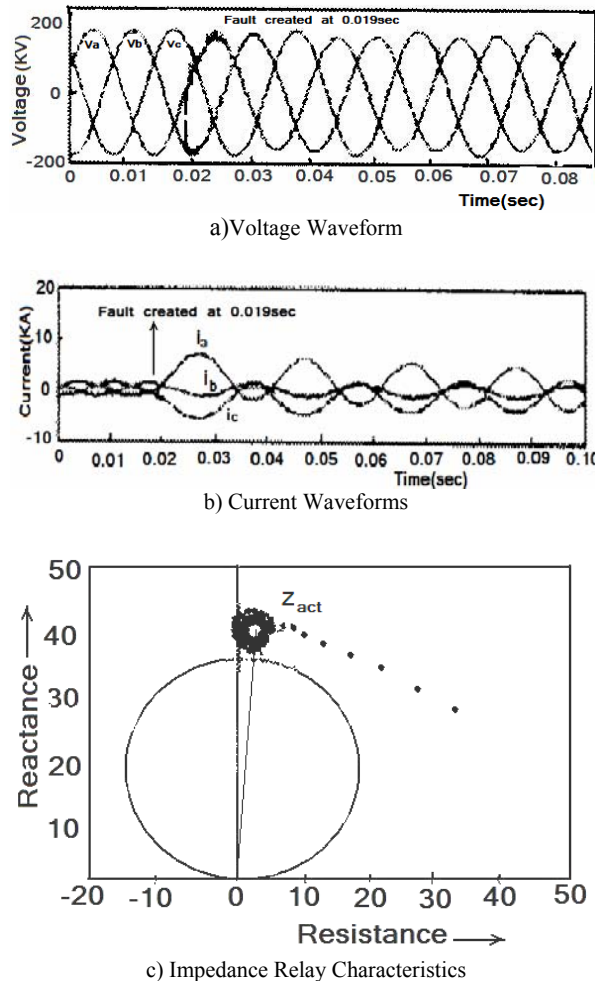 Fault created at 0.019sec
Va Vb Vc
Voltage(KV)
200
0
-200
0 0.01 0.02 0.03 0.04 0.05 0.06 0.07 0.08
Time(sec)
a)Voltage Waveform
20
Fault created at 0.019sec
10
0
-10
Current(KA)
ia
ib
ic
0 0.01 0.02 0.03 0.04 0.05 0.06 0.07 0.08 0.09 0.10
Time(sec)
b) Current Waveforms
50
40
30
20
10
Reactance
Zact
-20 -10 0 10 20 30 40 50
Resistance
c) Impedance Relay Characteristics